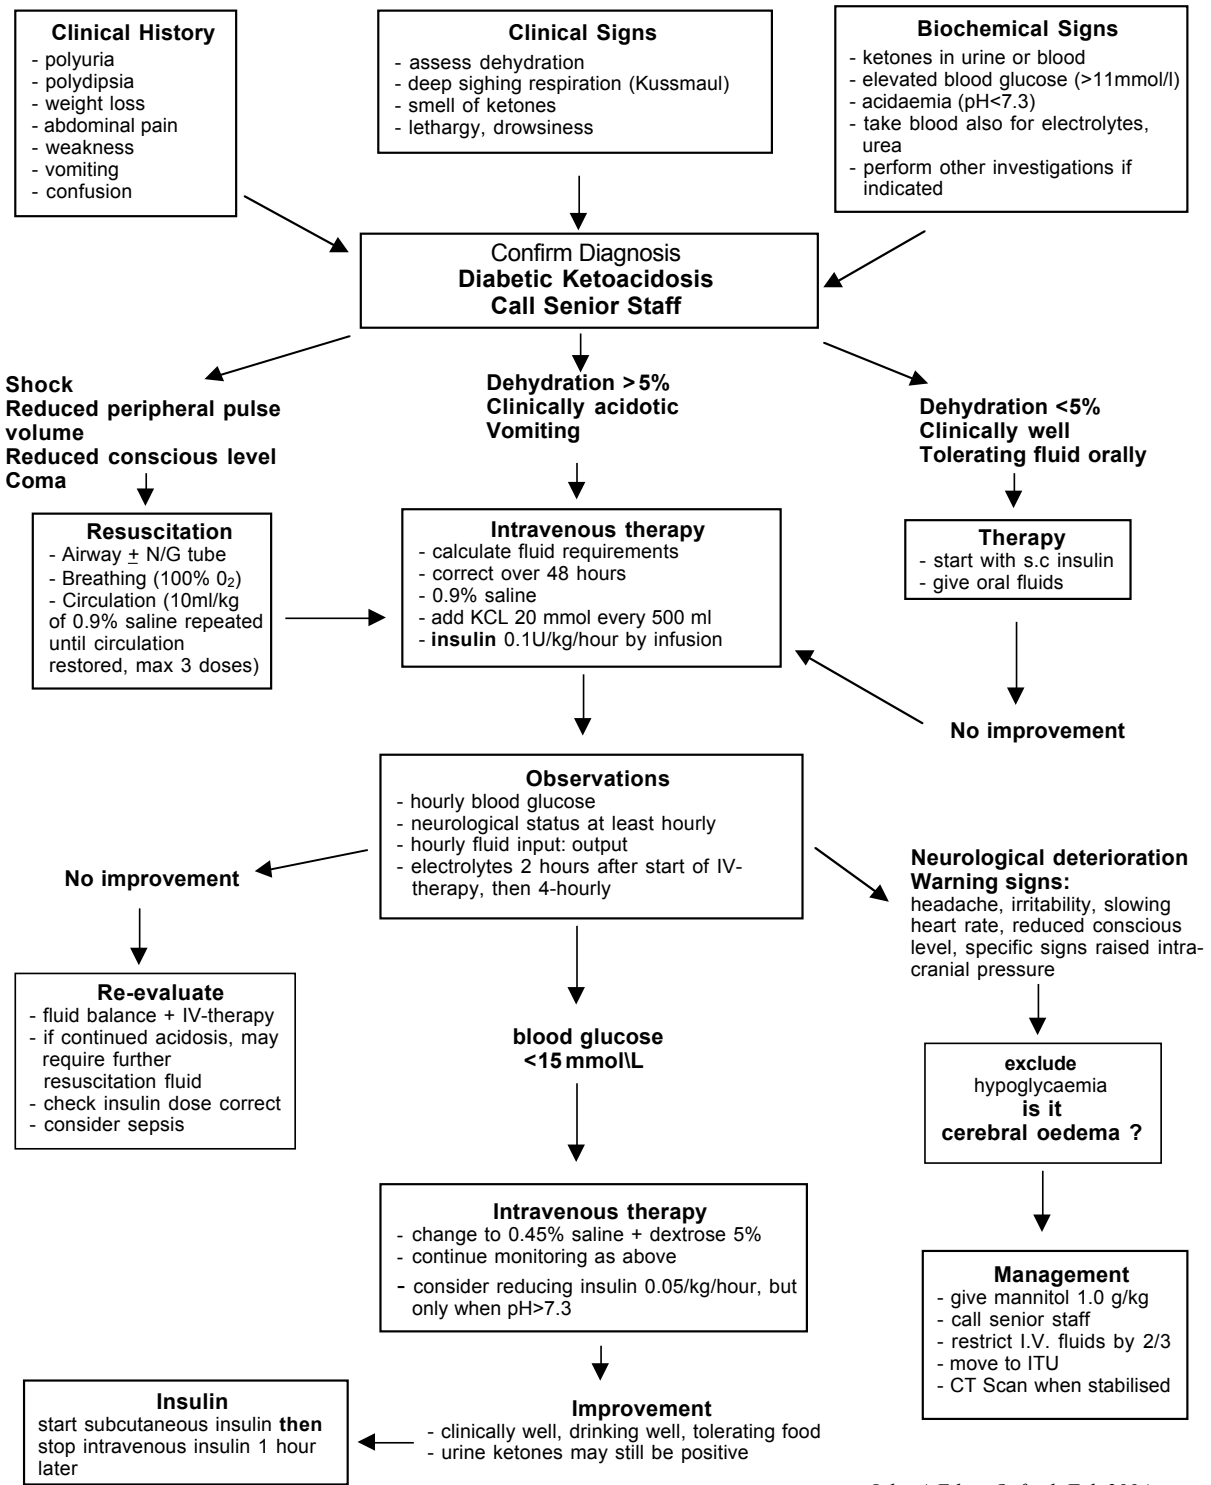 Clinical History
- polyuria
- polydipsia
- weight loss
- abdominal pain
- weakness
- vomiting
- confusion
Clinical Signs
- assess dehydration
- deep sighing respiration (Kussmaul)
- smell of ketones
- lethargy, drowsiness
Biochemical Signs
- ketones in urine or blood
- elevated blood glucose (>11mmol/l)
- acidaemia (pH<7.3)
- take blood also for electrolytes,
urea
- perform other investigations if
indicated
Confirm Diagnosis
Diabetic Ketoacidosis
Call Senior Staff
Shock
Reduced peripheral pulse
volume
Reduced conscious level
Coma
Dehydration >5%
Clinically acidotic
Vomiting
Dehydration <5%
Clinically well
Tolerating fluid orally
Resuscitation
- Airway ± N/G tube
- Breathing (100% 0₂)
- Circulation (10ml/kg
of 0.9% saline repeated
until circulation
restored, max 3 doses)
Intravenous therapy
- calculate fluid requirements
- correct over 48 hours
- 0.9% saline
- add KCL 20 mmol every 500 ml
- insulin 0.1U/kg/hour by infusion
Therapy
- start with s.c insulin
- give oral fluids
No improvement
Observations
- hourly blood glucose
- neurological status at least hourly
- hourly fluid input: output
- electrolytes 2 hours after start of IV-
therapy, then 4-hourly
No improvement
Neurological deterioration
Warning signs:
headache, irritability, slowing
heart rate, reduced conscious
level, specific signs raised intra-
cranial pressure
Re-evaluate
- fluid balance + IV-therapy
- if continued acidosis, may
require further
resuscitation fluid
- check insulin dose correct
- consider sepsis
blood glucose
<15 mmol\L
exclude
hypoglycaemia
is it
cerebral oedema ?
Intravenous therapy
- change to 0.45% saline + dextrose 5%
- continue monitoring as above
- consider reducing insulin 0.05/kg/hour, but
only when pH>7.3
Management
- give mannitol 1.0 g/kg
- call senior staff
- restrict I.V. fluids by 2/3
- move to ITU
- CT Scan when stabilised
Improvement
- clinically well, drinking well, tolerating food
- urine ketones may still be positive
Insulin
start subcutaneous insulin then
stop intravenous insulin 1 hour
later